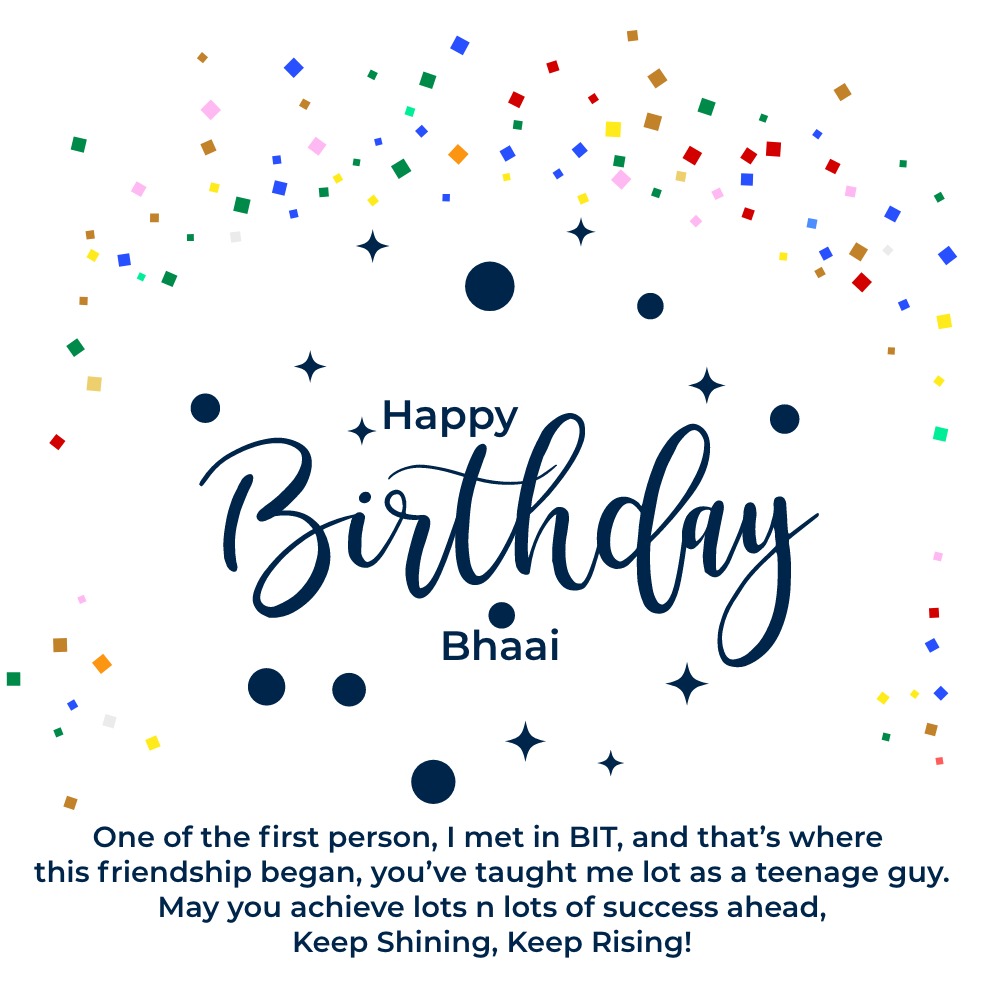 Happy
Birthday
Bhaai
One of the first person, I met in BIT, and that's where
this friendship began, you've taught me lot as a teenage guy.
May you achieve lots n lots of success ahead,
Keep Shining, Keep Rising!